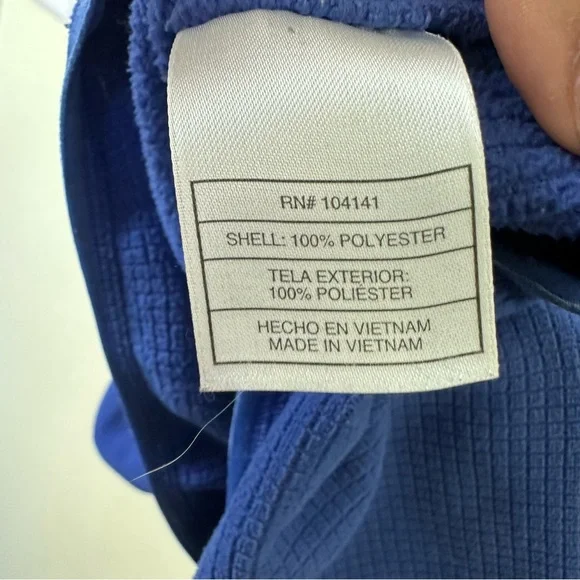 RN# 104141
SHELL: 100% POLYESTER
TELA EXTERIOR:
100% POLIÉSTER
HECHO EN VIETNAM
MADE IN VIETNAM